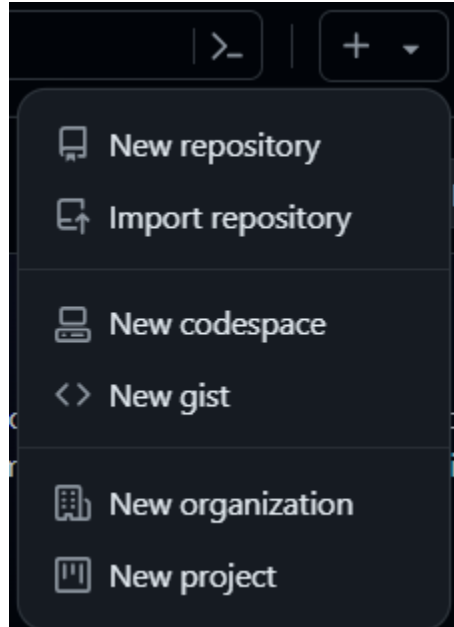 New repository
Import repository
New codespace
New gist
New organization
New project